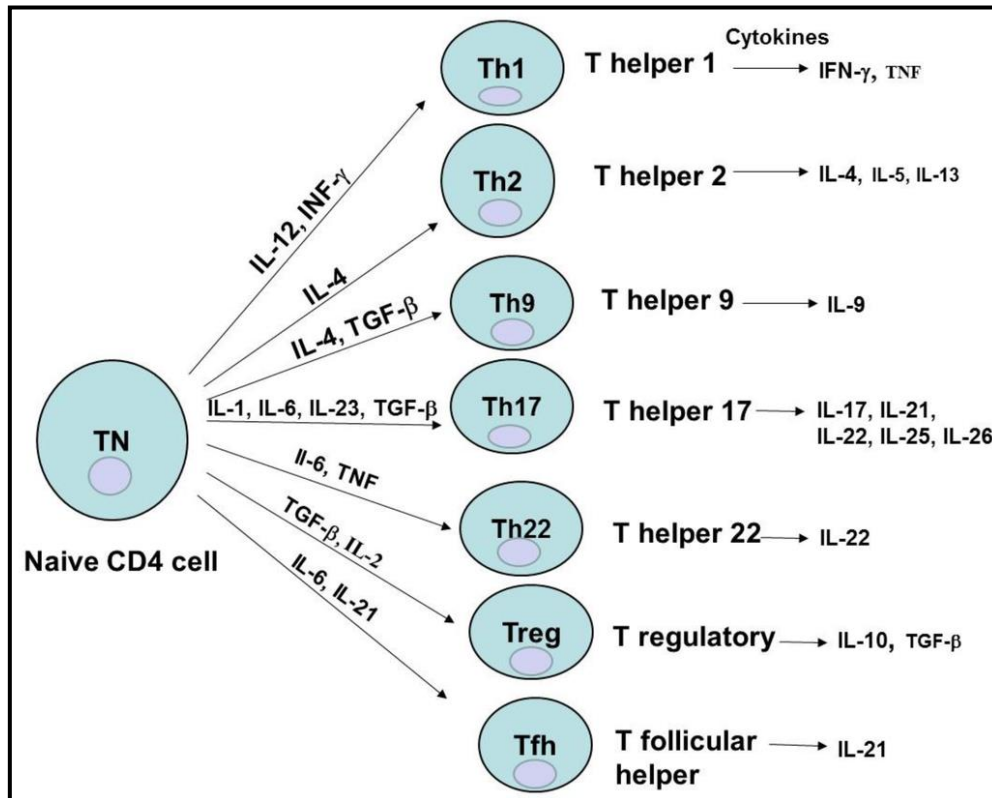 Cytokines
Th1
T helper 1
IFN-γ, TNF
IL-12, INF-γ
Th2
T helper 2
IL-4, IL-5, IL-13
IL-4
Th9
T helper 9
IL-9
IL-4, TGF-β
IL-1, IL-6, IL-23, TGF-β
Th17
T helper 17
IL-17, IL-21,
IL-22, IL-25, IL-26
TN
Naive CD4 cell
Il-6, TNF
Th22
T helper 22
IL-22
TGF-β, IL-2
Treg
T regulatory
IL-10, TGF-β
IL-6, IL-21
Tfh
T follicular
helper
IL-21